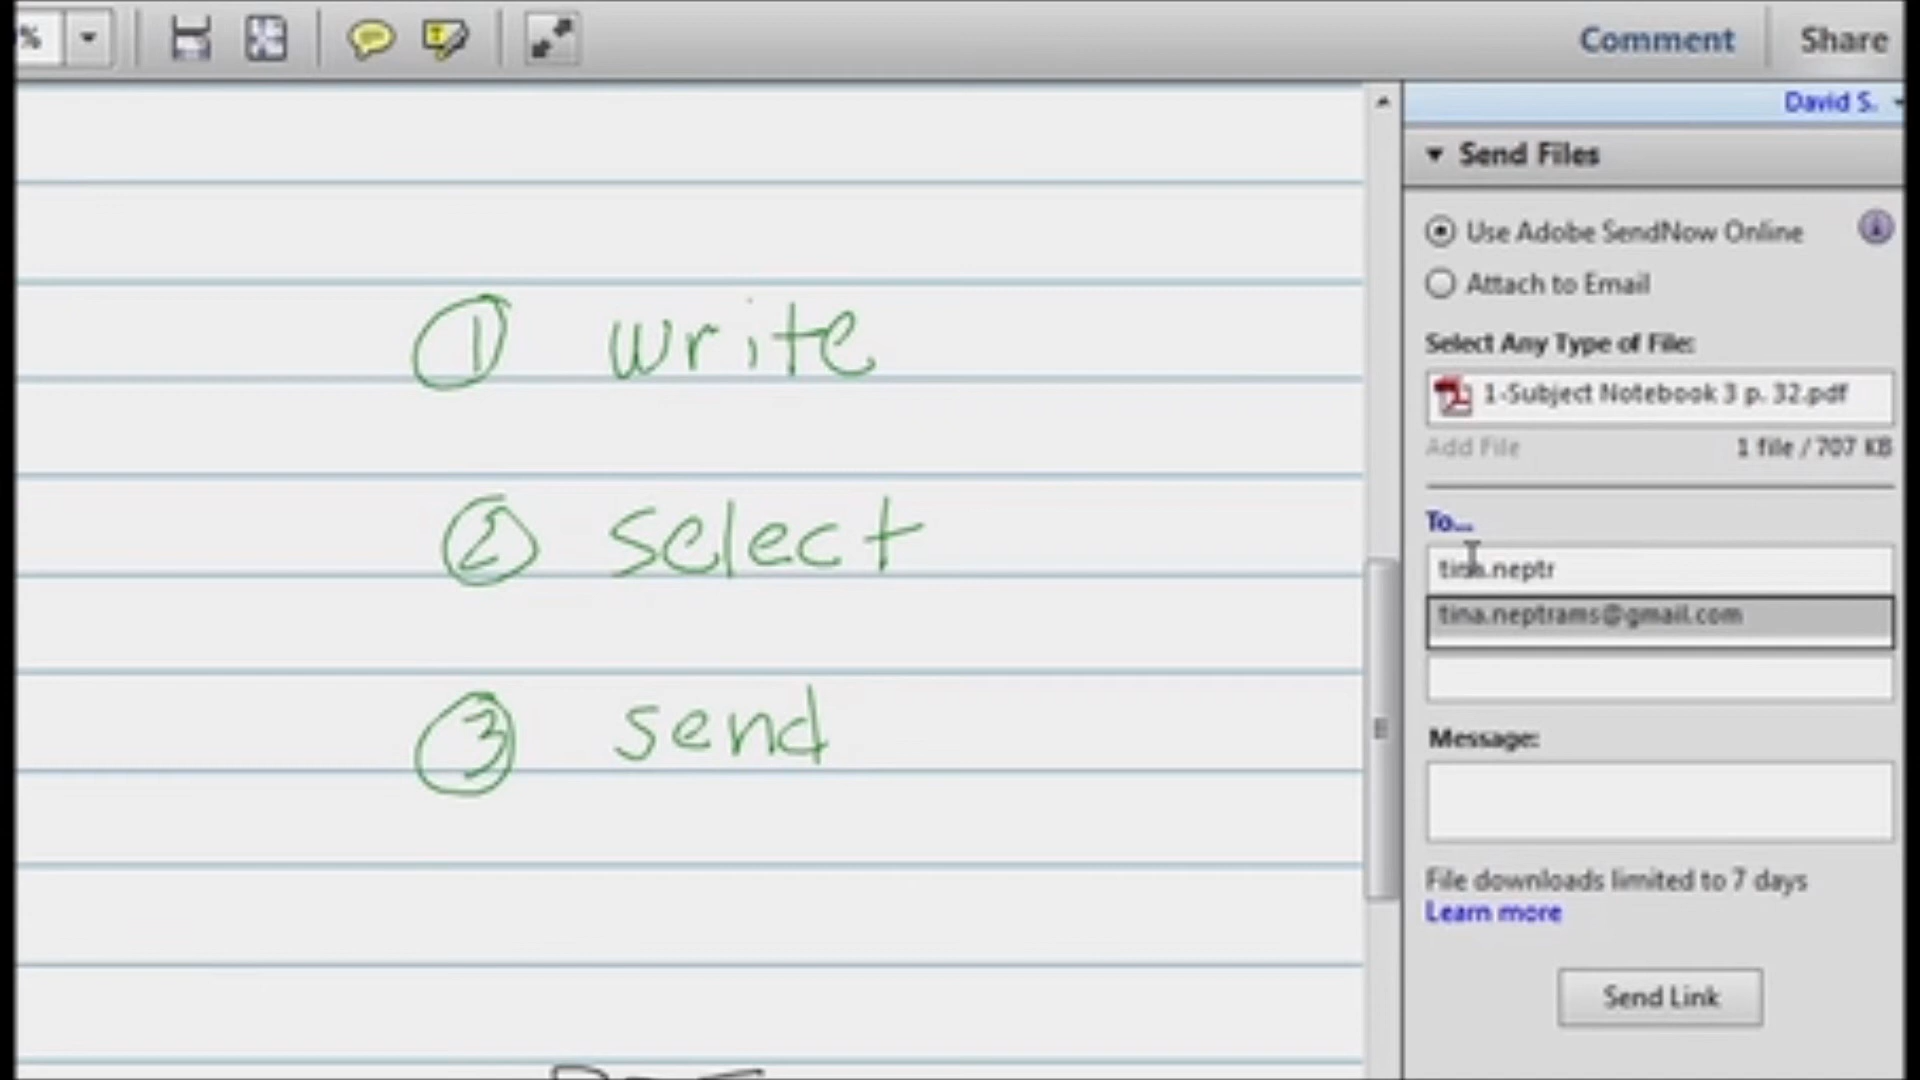 %
Comment
Share
David S.
Send Files
Use Adobe SendNow Online
Attach to Email
Select Any Type of File:
1-Subject Notebook 3 p. 32.pdf
Add File
1 file / 707 KB
To...
tina.neptr
tina.neptrams@gmail.com
Message:
File downloads limited to 7 days
Learn more
Send Link
① write
② select
③ send